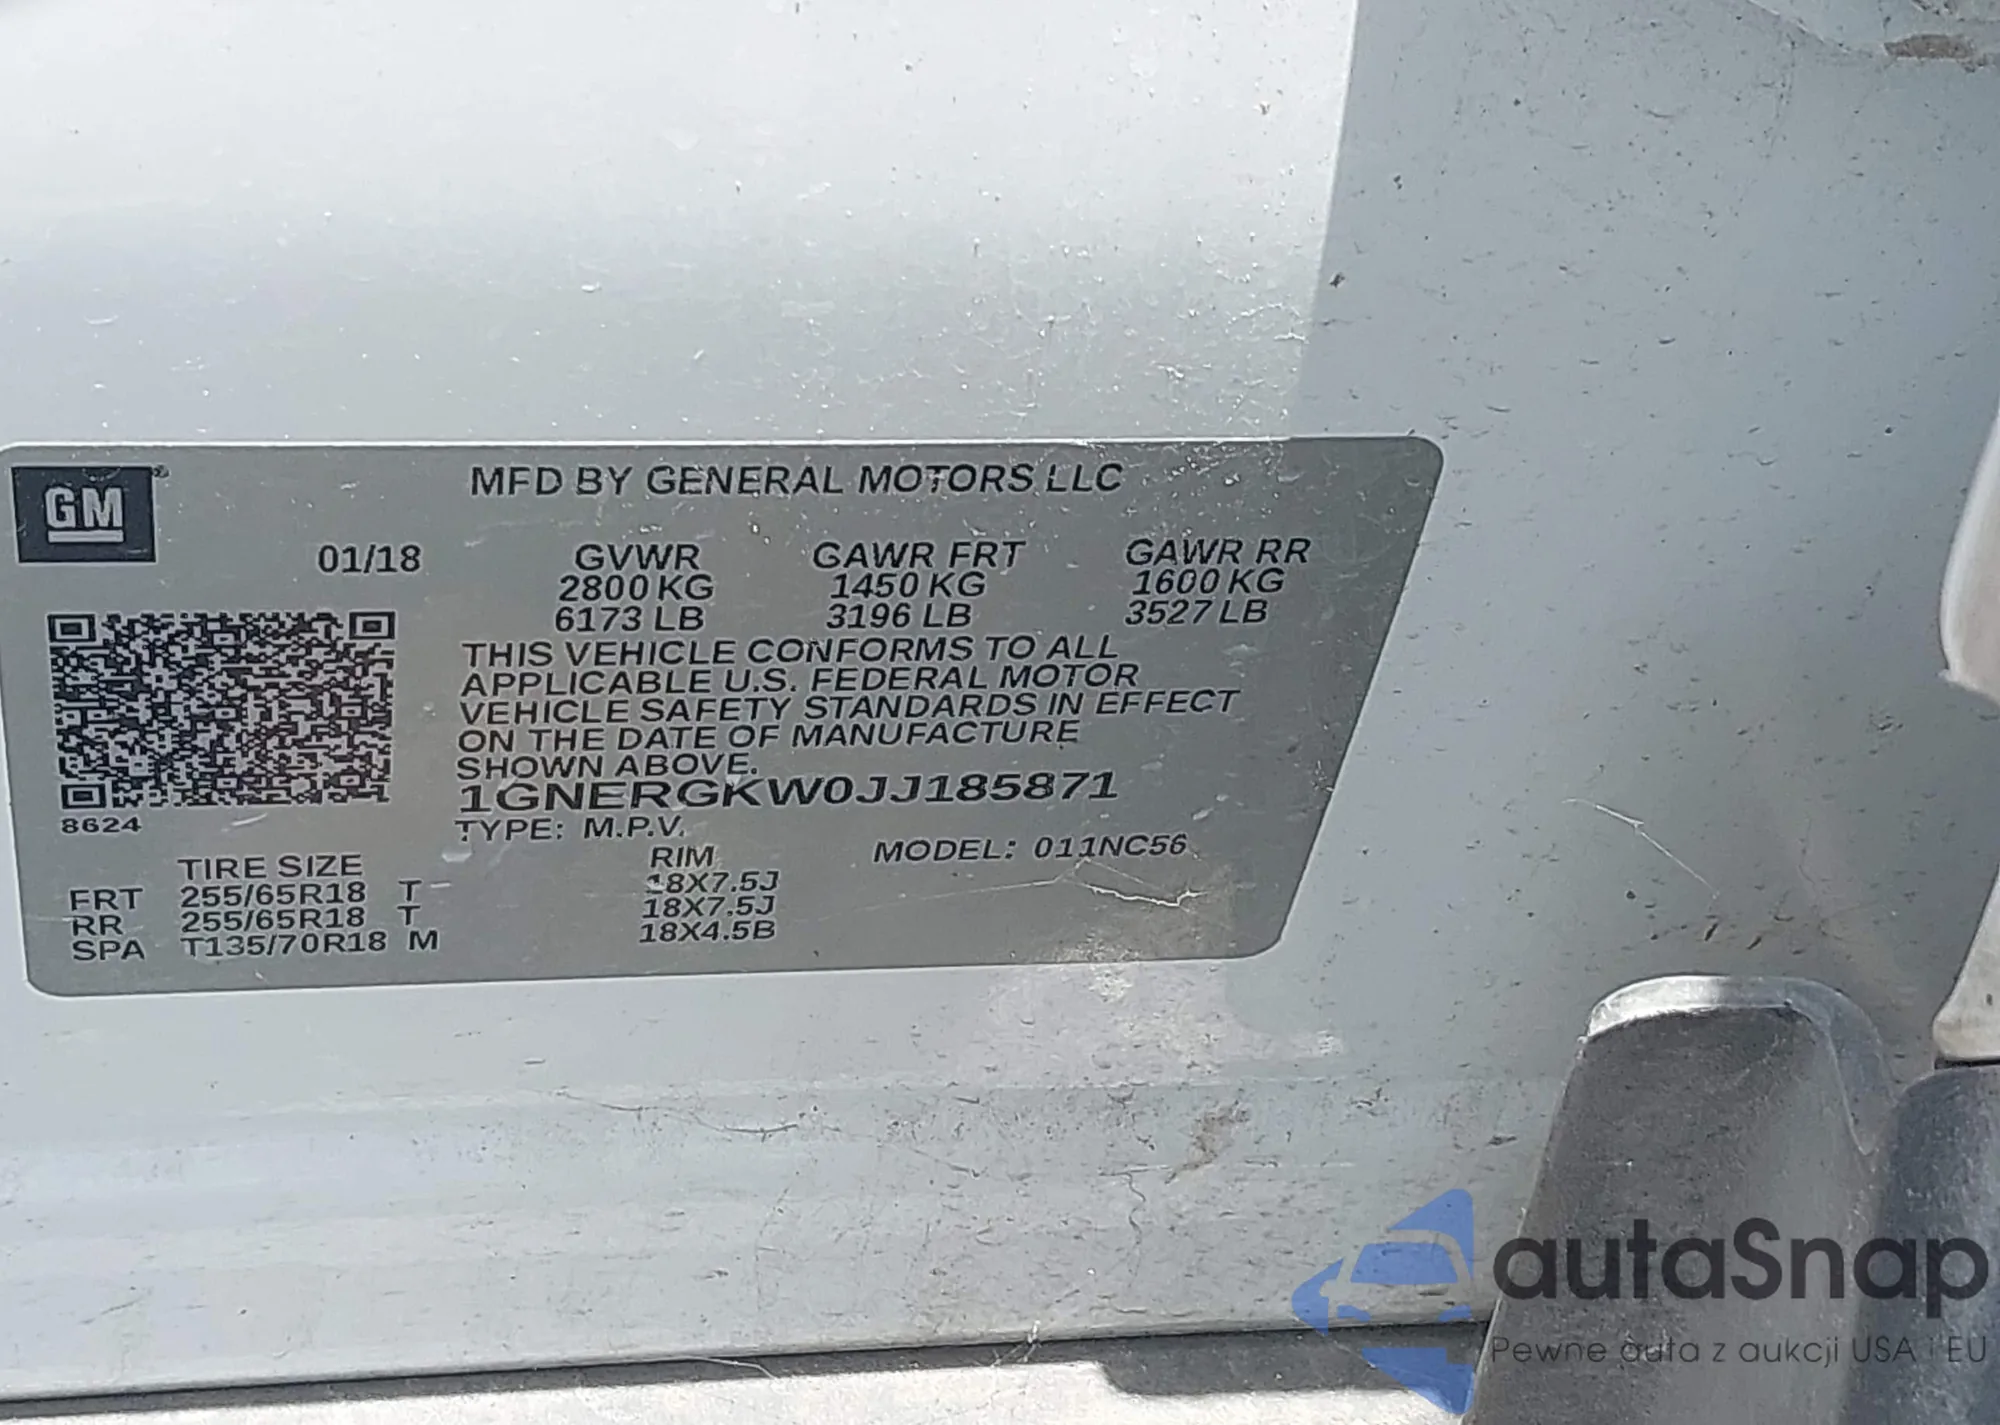 GM
MFD BY GENERAL MOTORS LLC
01/18
GVWR GAWR FRT GAWR RR
2800 KG 1450 KG 1600 KG
6173 LB 3196 LB 3527 LB
THIS VEHICLE CONFORMS TO ALL
APPLICABLE U.S. FEDERAL MOTOR
VEHICLE SAFETY STANDARDS IN EFFECT
ON THE DATE OF MANUFACTURE
SHOWN ABOVE.
1GNERGKW0JJ185871
8624
TYPE: M.P.V.
MODEL: 011NC56
TIRE SIZE RIM
FRT 255/65R18 T 18X7.5J
RR 255/65R18 T 18X7.5J
SPA T135/70R18 M 18X4.5B
autaSnap
Pewne auta z aukcji USA i EU